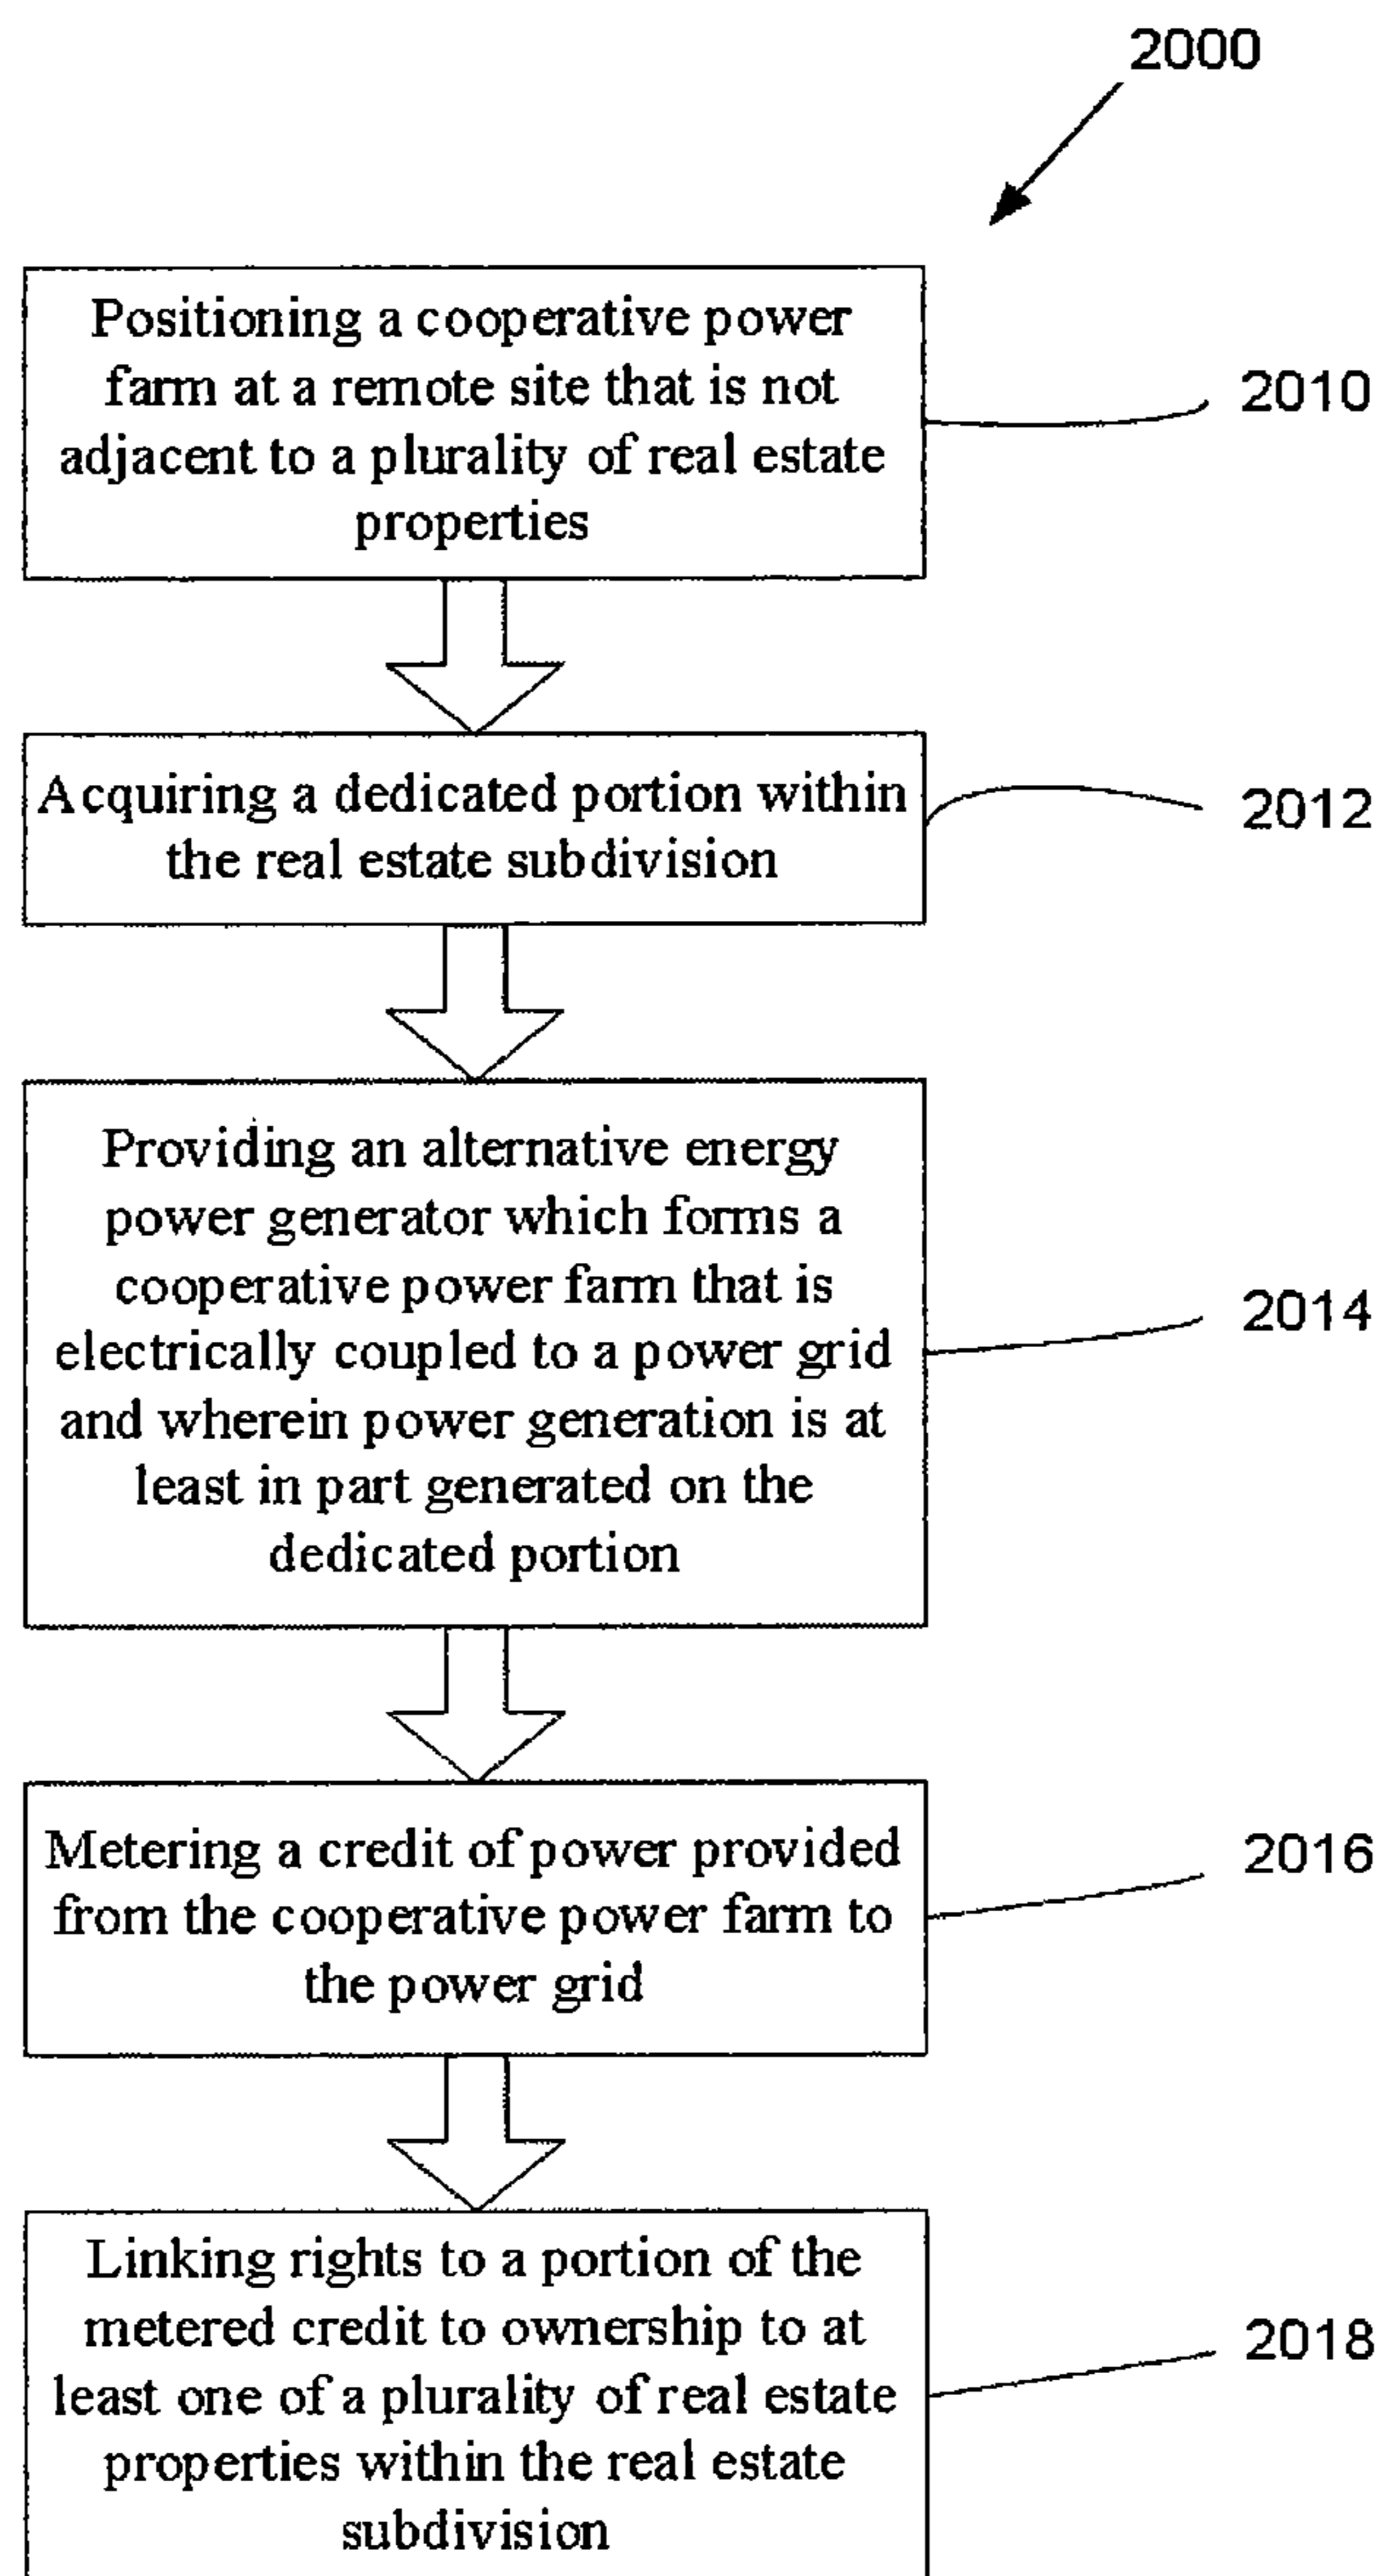 2000
Positioning a cooperative power
farm at a remote site that is not
adjacent to a plurality of real estate
properties
2010
Acquiring a dedicated portion within
the real estate subdivision
2012
Providing an alternative energy
power generator which forms a
cooperative power farm that is
electrically coupled to a power grid
and wherein power generation is at
least in part generated on the
dedicated portion
2014
Metering a credit of power provided
from the cooperative power farm to
the power grid
2016
Linking rights to a portion of the
metered credit to ownership to at
least one of a plurality of real estate
properties within the real estate
subdivision
2018